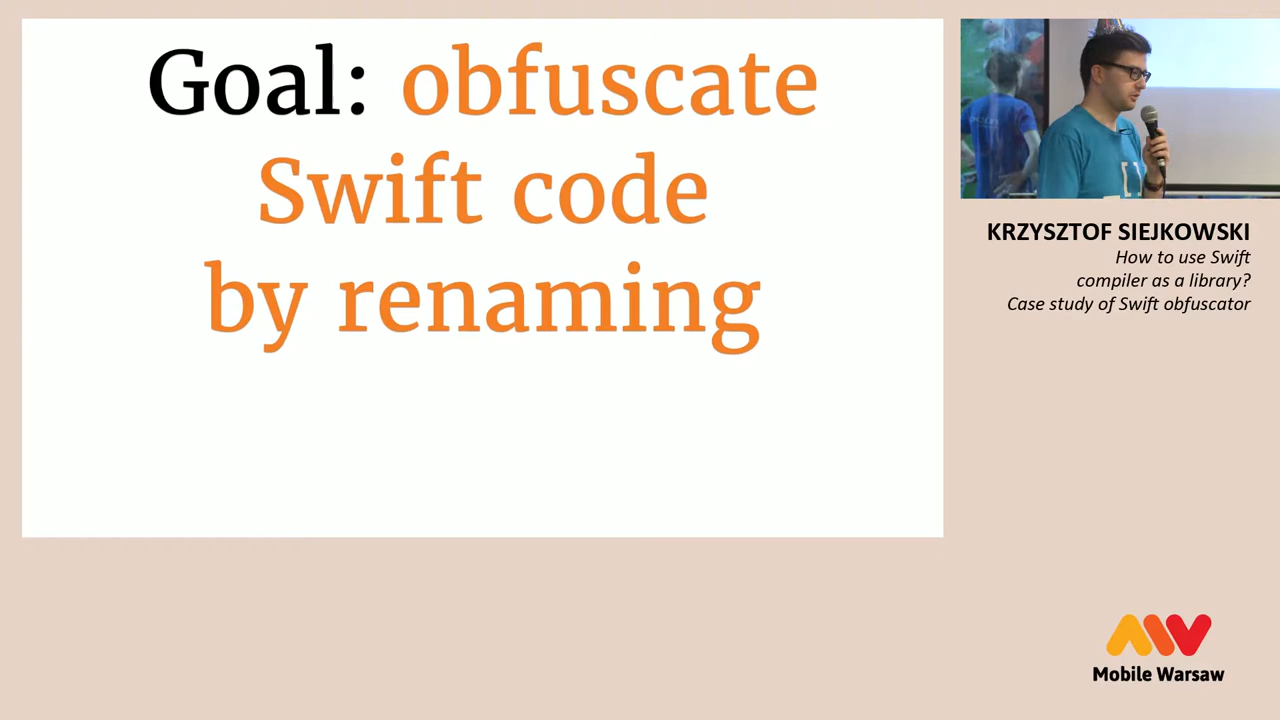 Goal: obfuscate
Swift code
by renaming
KRZYSZTOF SIEJKOWSKI
How to use Swift
compiler as a library?
Case study of Swift obfuscator
Mobile Warsaw